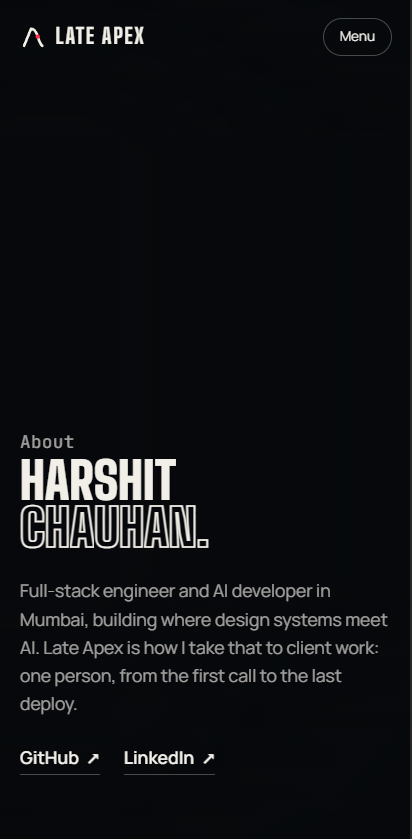 LATE APEX
Menu
About
HARSHIT
CHAUHAN.
Full-stack engineer and AI developer in
Mumbai, building where design systems meet
AI. Late Apex is how I take that to client work:
one person, from the first call to the last
deploy.
GitHub ↗ LinkedIn ↗